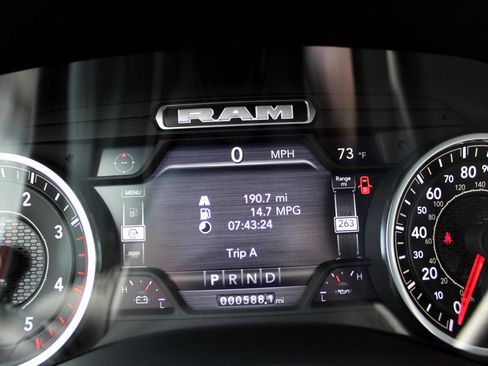 RAM
0 MPH 73 °F
MENU
190.7 mi
14.7 MPG
07:43:24
Trip A
Range
mi
263
P R N D
C H
000588.1 mi
L H
2
3
4
5
0
10
20
30
40
50
60
70
80
90